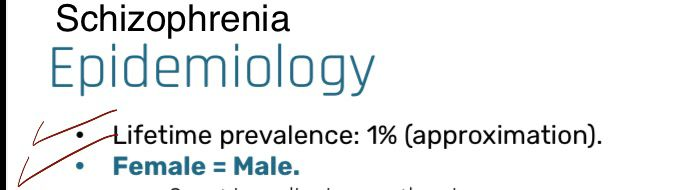 Schizophrenia
Epidemiology
• Lifetime prevalence: 1% (approximation).
• Female = Male.